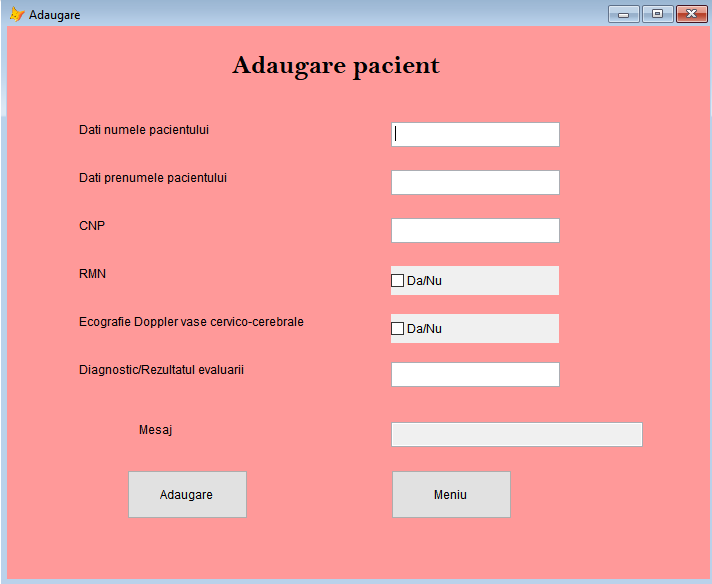 Adaugare
Adaugare pacient
Dati numele pacientului
Dati prenumele pacientului
CNP
RMN
Da/Nu
Ecografie Doppler vase cervico-cerebrale
Da/Nu
Diagnostic/Rezultatul evaluarii
Mesaj
Adaugare
Meniu